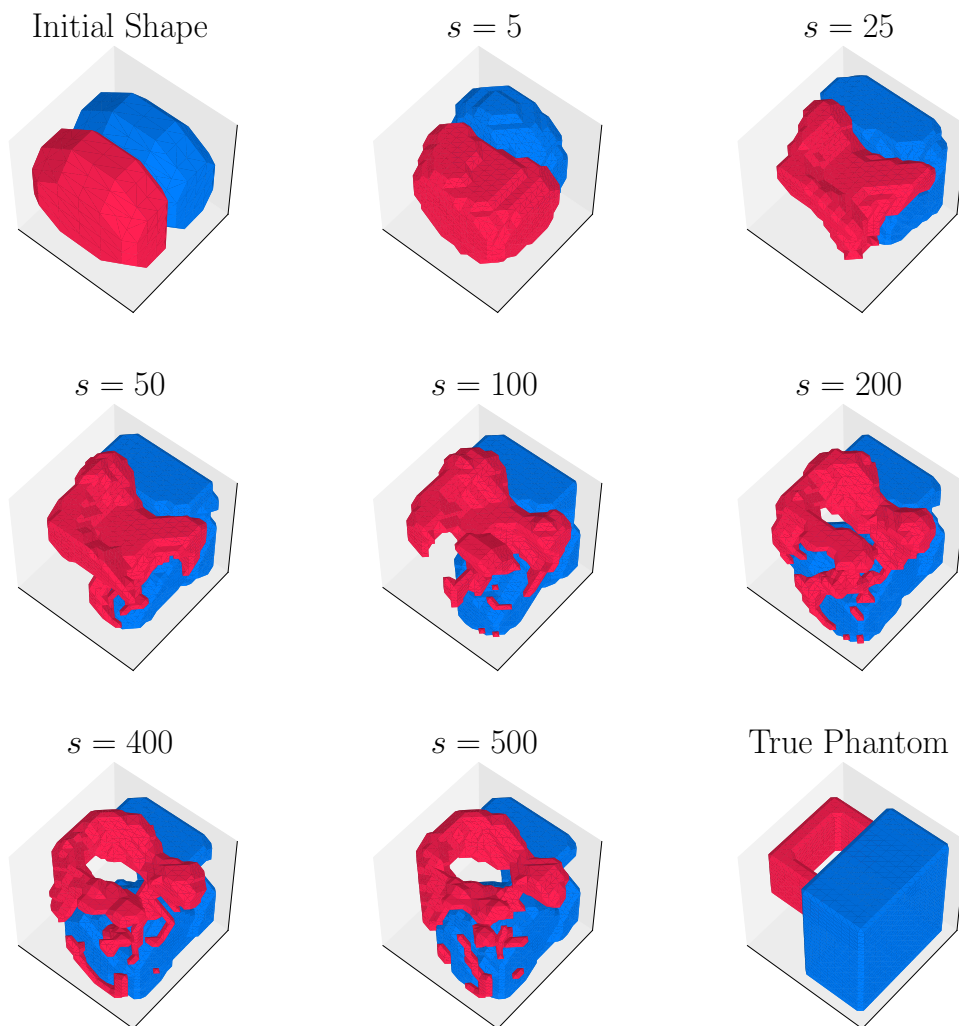 Initial Shape
s = 5
s = 25
s = 50
s = 100
s = 200
s = 400
s = 500
True Phantom